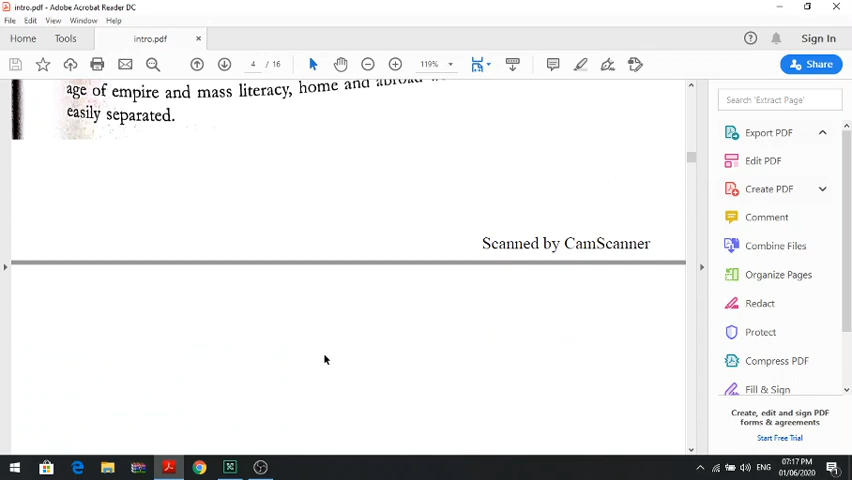 intro.pdf - Adobe Acrobat Reader DC
File Edit View Window Help
Home Tools intro.pdf × Sign In
4 / 16 119% Share
age of empire and mass literacy, home and abroad
easily separated.
Scanned by CamScanner
Search 'Extract Page'
Export PDF
Edit PDF
Create PDF
Comment
Combine Files
Organize Pages
Redact
Protect
Compress PDF
Fill & Sign
Create, edit and sign PDF
forms & agreements
Start Free Trial
ENG
07:17 PM
01/06/2020